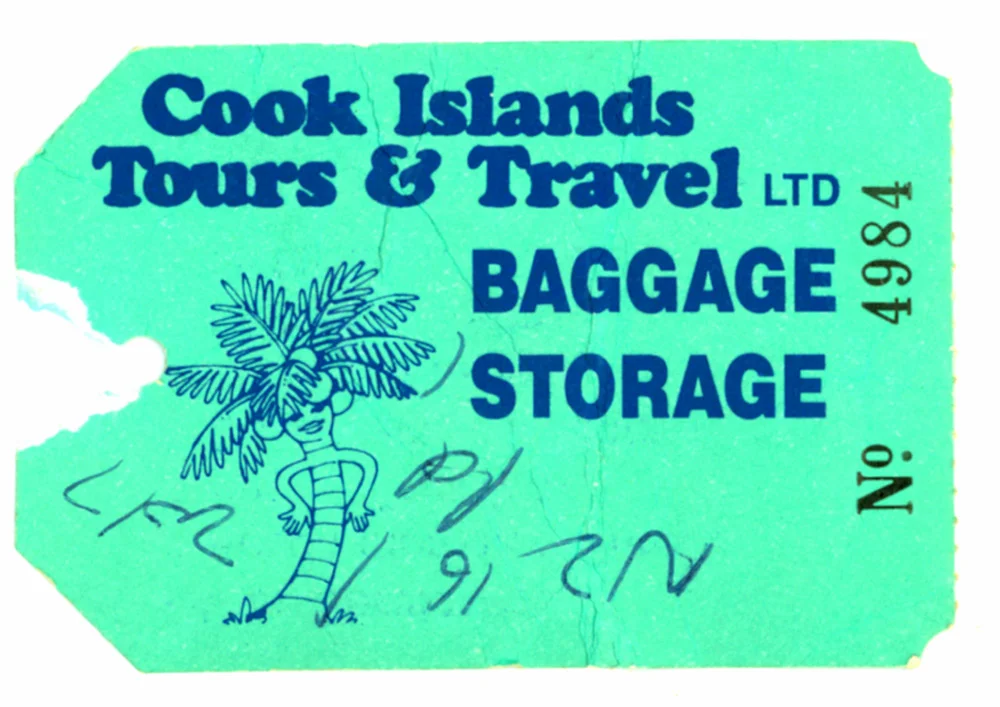 Cook Islands
Tours & Travel LTD
BAGGAGE
STORAGE
Nº 4984